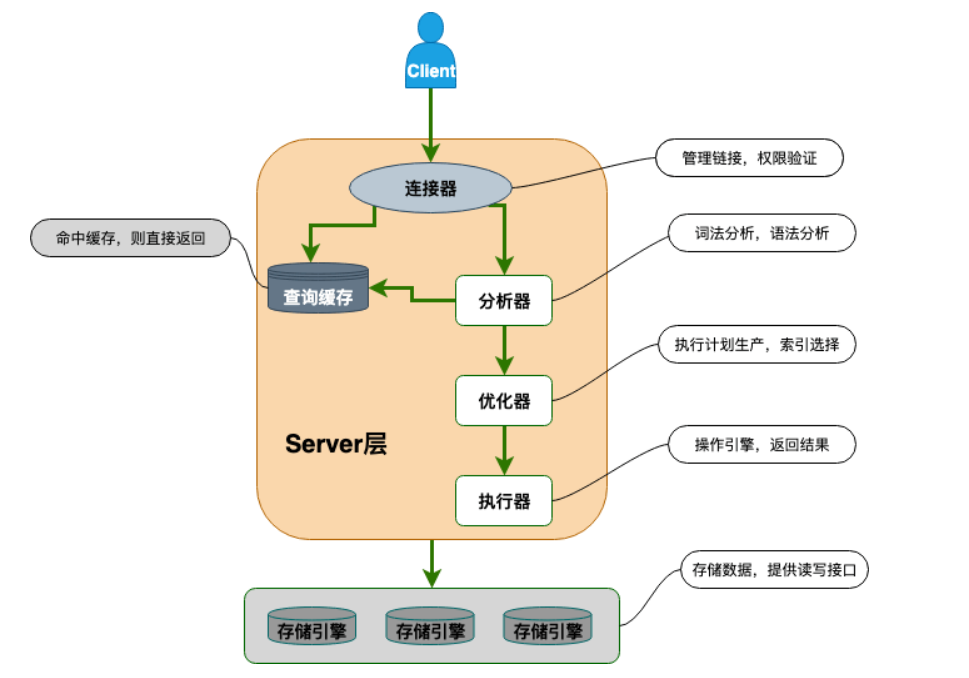 Client
连接器
管理链接，权限验证
词法分析，语法分析
命中缓存，则直接返回
查询缓存
分析器
执行计划生产，索引选择
优化器
Server层
操作引擎，返回结果
执行器
存储数据，提供读写接口
存储引擎
存储引擎
存储引擎